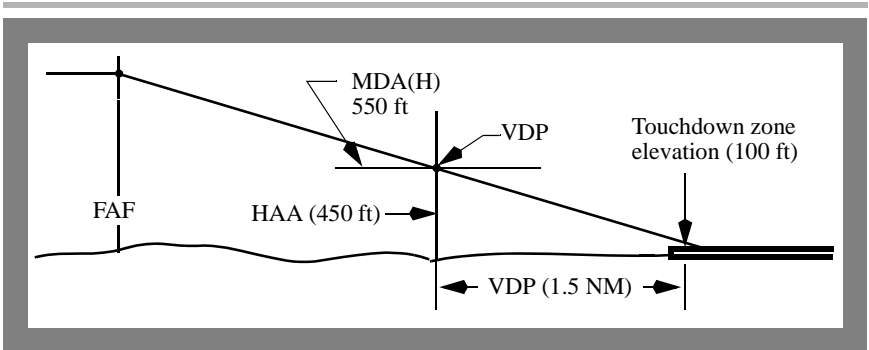 MDA(H)
550 ft
VDP
Touchdown zone
elevation (100 ft)
FAF
HAA (450 ft)
VDP (1.5 NM)